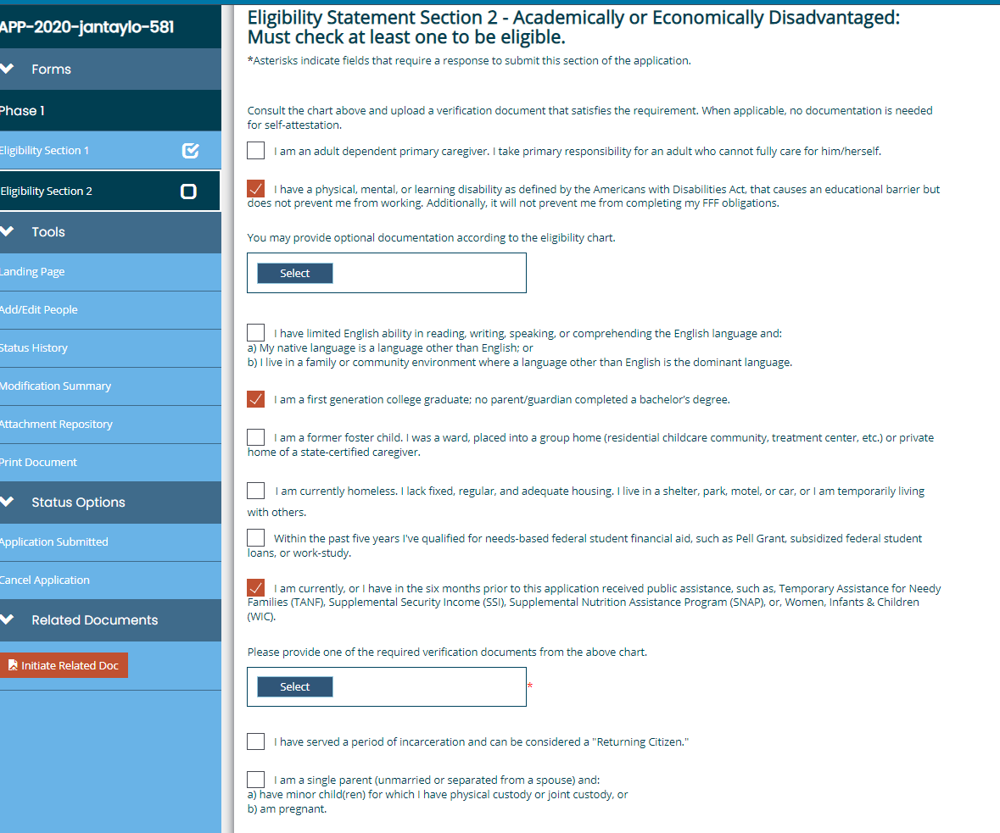 APP-2020-jantaylo-581
Forms
Phase 1
Eligibility Section 1
Eligibility Section 2
Tools
Landing Page
Add/Edit People
Status History
Modification Summary
Attachment Repository
Print Document
Status Options
Application Submitted
Cancel Application
Related Documents
Initiate Related Doc
Eligibility Statement Section 2 - Academically or Economically Disadvantaged:
Must check at least one to be eligible.
*Asterisks indicate fields that require a response to submit this section of the application.
Consult the chart above and upload a verification document that satisfies the requirement. When applicable, no documentation is needed
for self-attestation.
I am an adult dependent primary caregiver. I take primary responsibility for an adult who cannot fully care for him/herself.
I have a physical, mental, or learning disability as defined by the Americans with Disabilities Act, that causes an educational barrier but
does not prevent me from working. Additionally, it will not prevent me from completing my FFF obligations.
You may provide optional documentation according to the eligibility chart.
Select
I have limited English ability in reading, writing, speaking, or comprehending the English language and:
a) My native language is a language other than English; or
b) I live in a family or community environment where a language other than English is the dominant language.
I am a first generation college graduate; no parent/guardian completed a bachelor's degree.
I am a former foster child. I was a ward, placed into a group home (residential childcare community, treatment center, etc.) or private
home of a state-certified caregiver.
I am currently homeless. I lack fixed, regular, and adequate housing. I live in a shelter, park, motel, or car, or I am temporarily living
with others.
Within the past five years I've qualified for needs-based federal student financial aid, such as Pell Grant, subsidized federal student
loans, or work-study.
I am currently, or I have in the six months prior to this application received public assistance, such as, Temporary Assistance for Needy
Families (TANF), Supplemental Security Income (SSI), Supplemental Nutrition Assistance Program (SNAP), or, Women, Infants & Children
(WIC).
Please provide one of the required verification documents from the above chart.
Select *
I have served a period of incarceration and can be considered a "Returning Citizen."
I am a single parent (unmarried or separated from a spouse) and:
a) have minor child(ren) for which I have physical custody or joint custody, or
b) am pregnant.